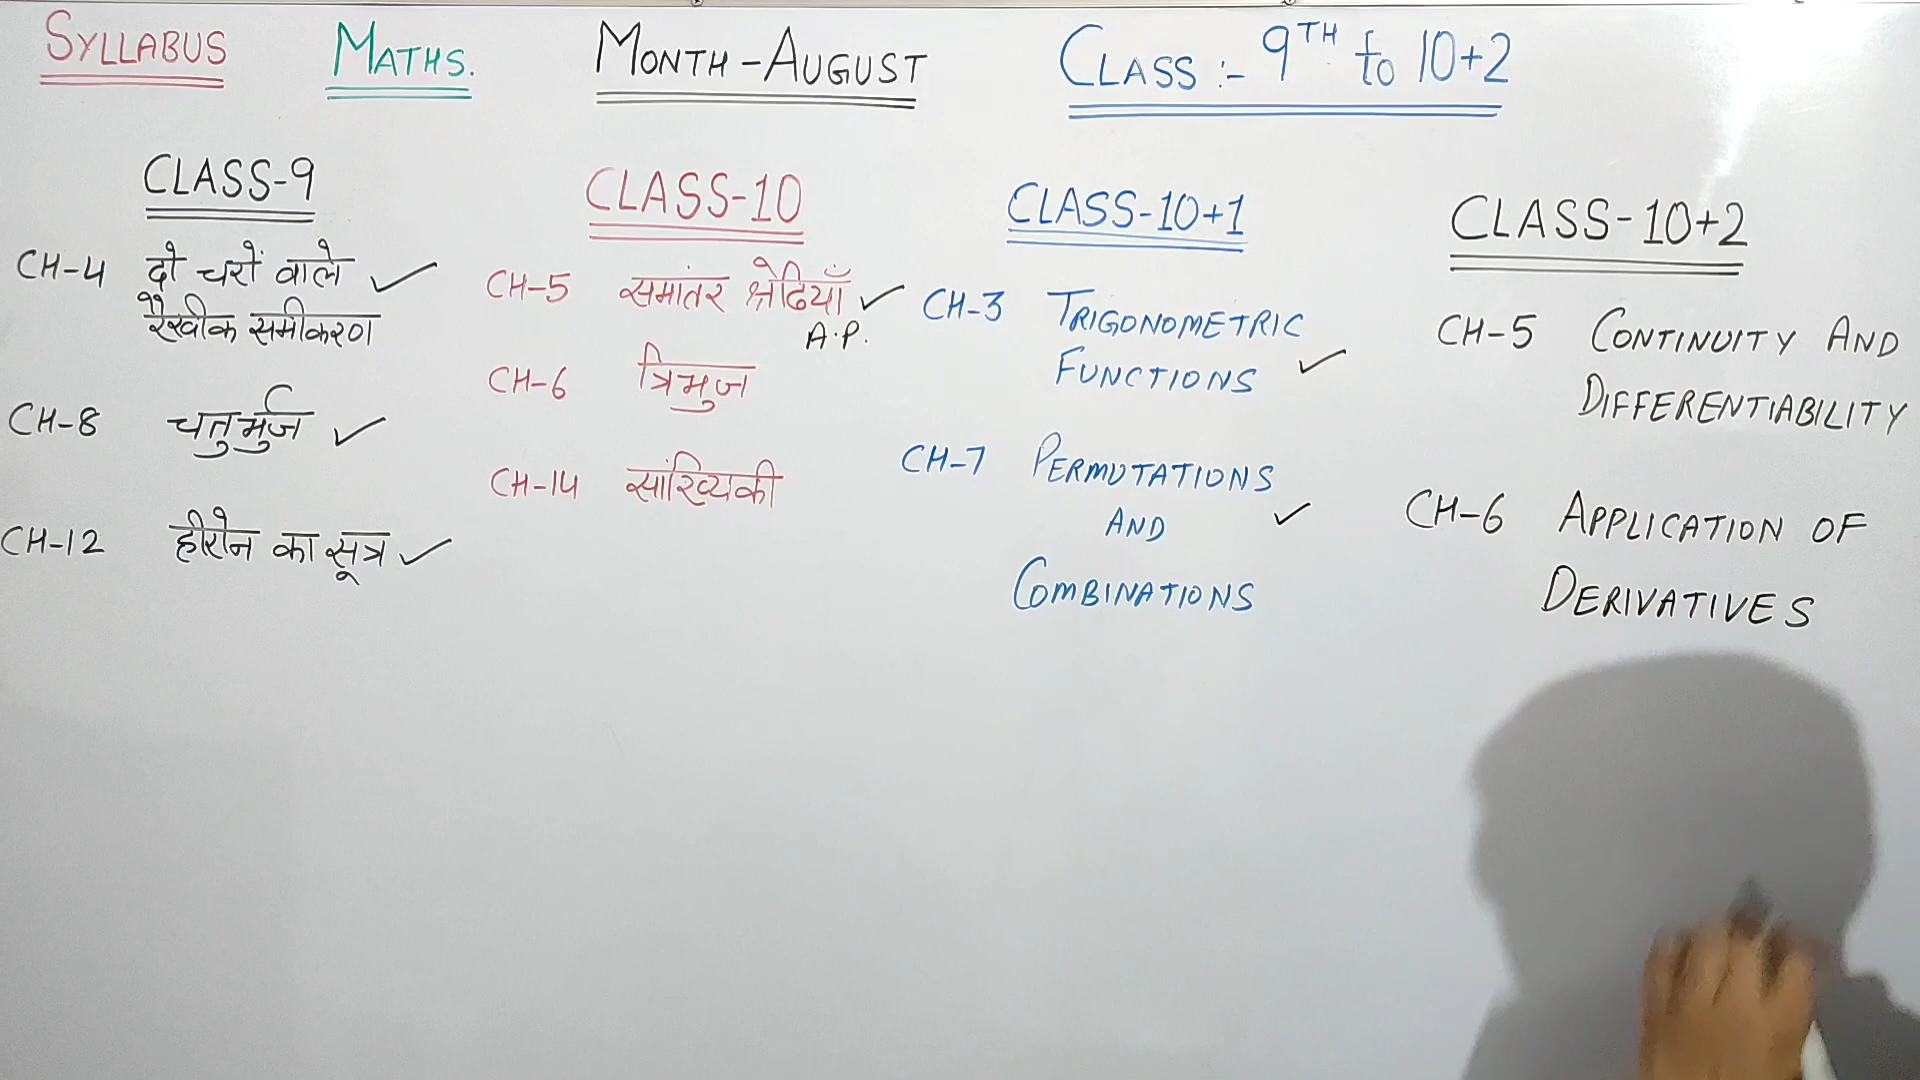 SYLLABUS MATHS. MONTH-AUGUST CLASS :- 9TH to 10+2
CLASS-9
CH-4 दो चरों वाले ✓
रैखीक समीकरण
CH-8 चतुर्भुज ✓
CH-12 हीरोन का सूत्र ✓
CLASS-10
CH-5 समांतर श्रेढियाँ ✓
A.P.
CH-6 त्रिभुज
CH-14 सांख्यिकी
CLASS-10+1
CH-3 TRIGONOMETRIC
FUNCTIONS ✓
CH-7 PERMUTATIONS
AND ✓
COMBINATIONS
CLASS-10+2
CH-5 CONTINUITY AND
DIFFERENTIABILITY
CH-6 APPLICATION OF
DERIVATIVES